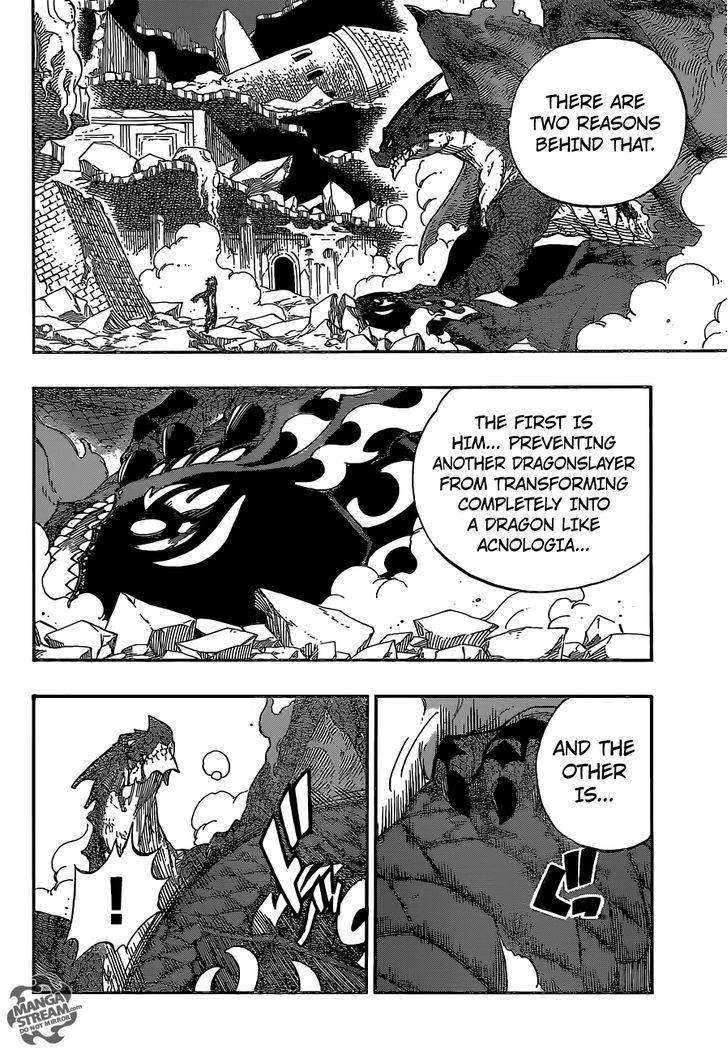 THERE ARE
TWO REASONS
BEHIND THAT.
THE FIRST IS
HIM... PREVENTING
ANOTHER DRAGONSLAYER
FROM TRANSFORMING
COMPLETELY INTO
A DRAGON LIKE
ACNOLOGIA...
!
AND THE
OTHER
IS...
MANGA
STREAM.com
DO NOT MIRROR